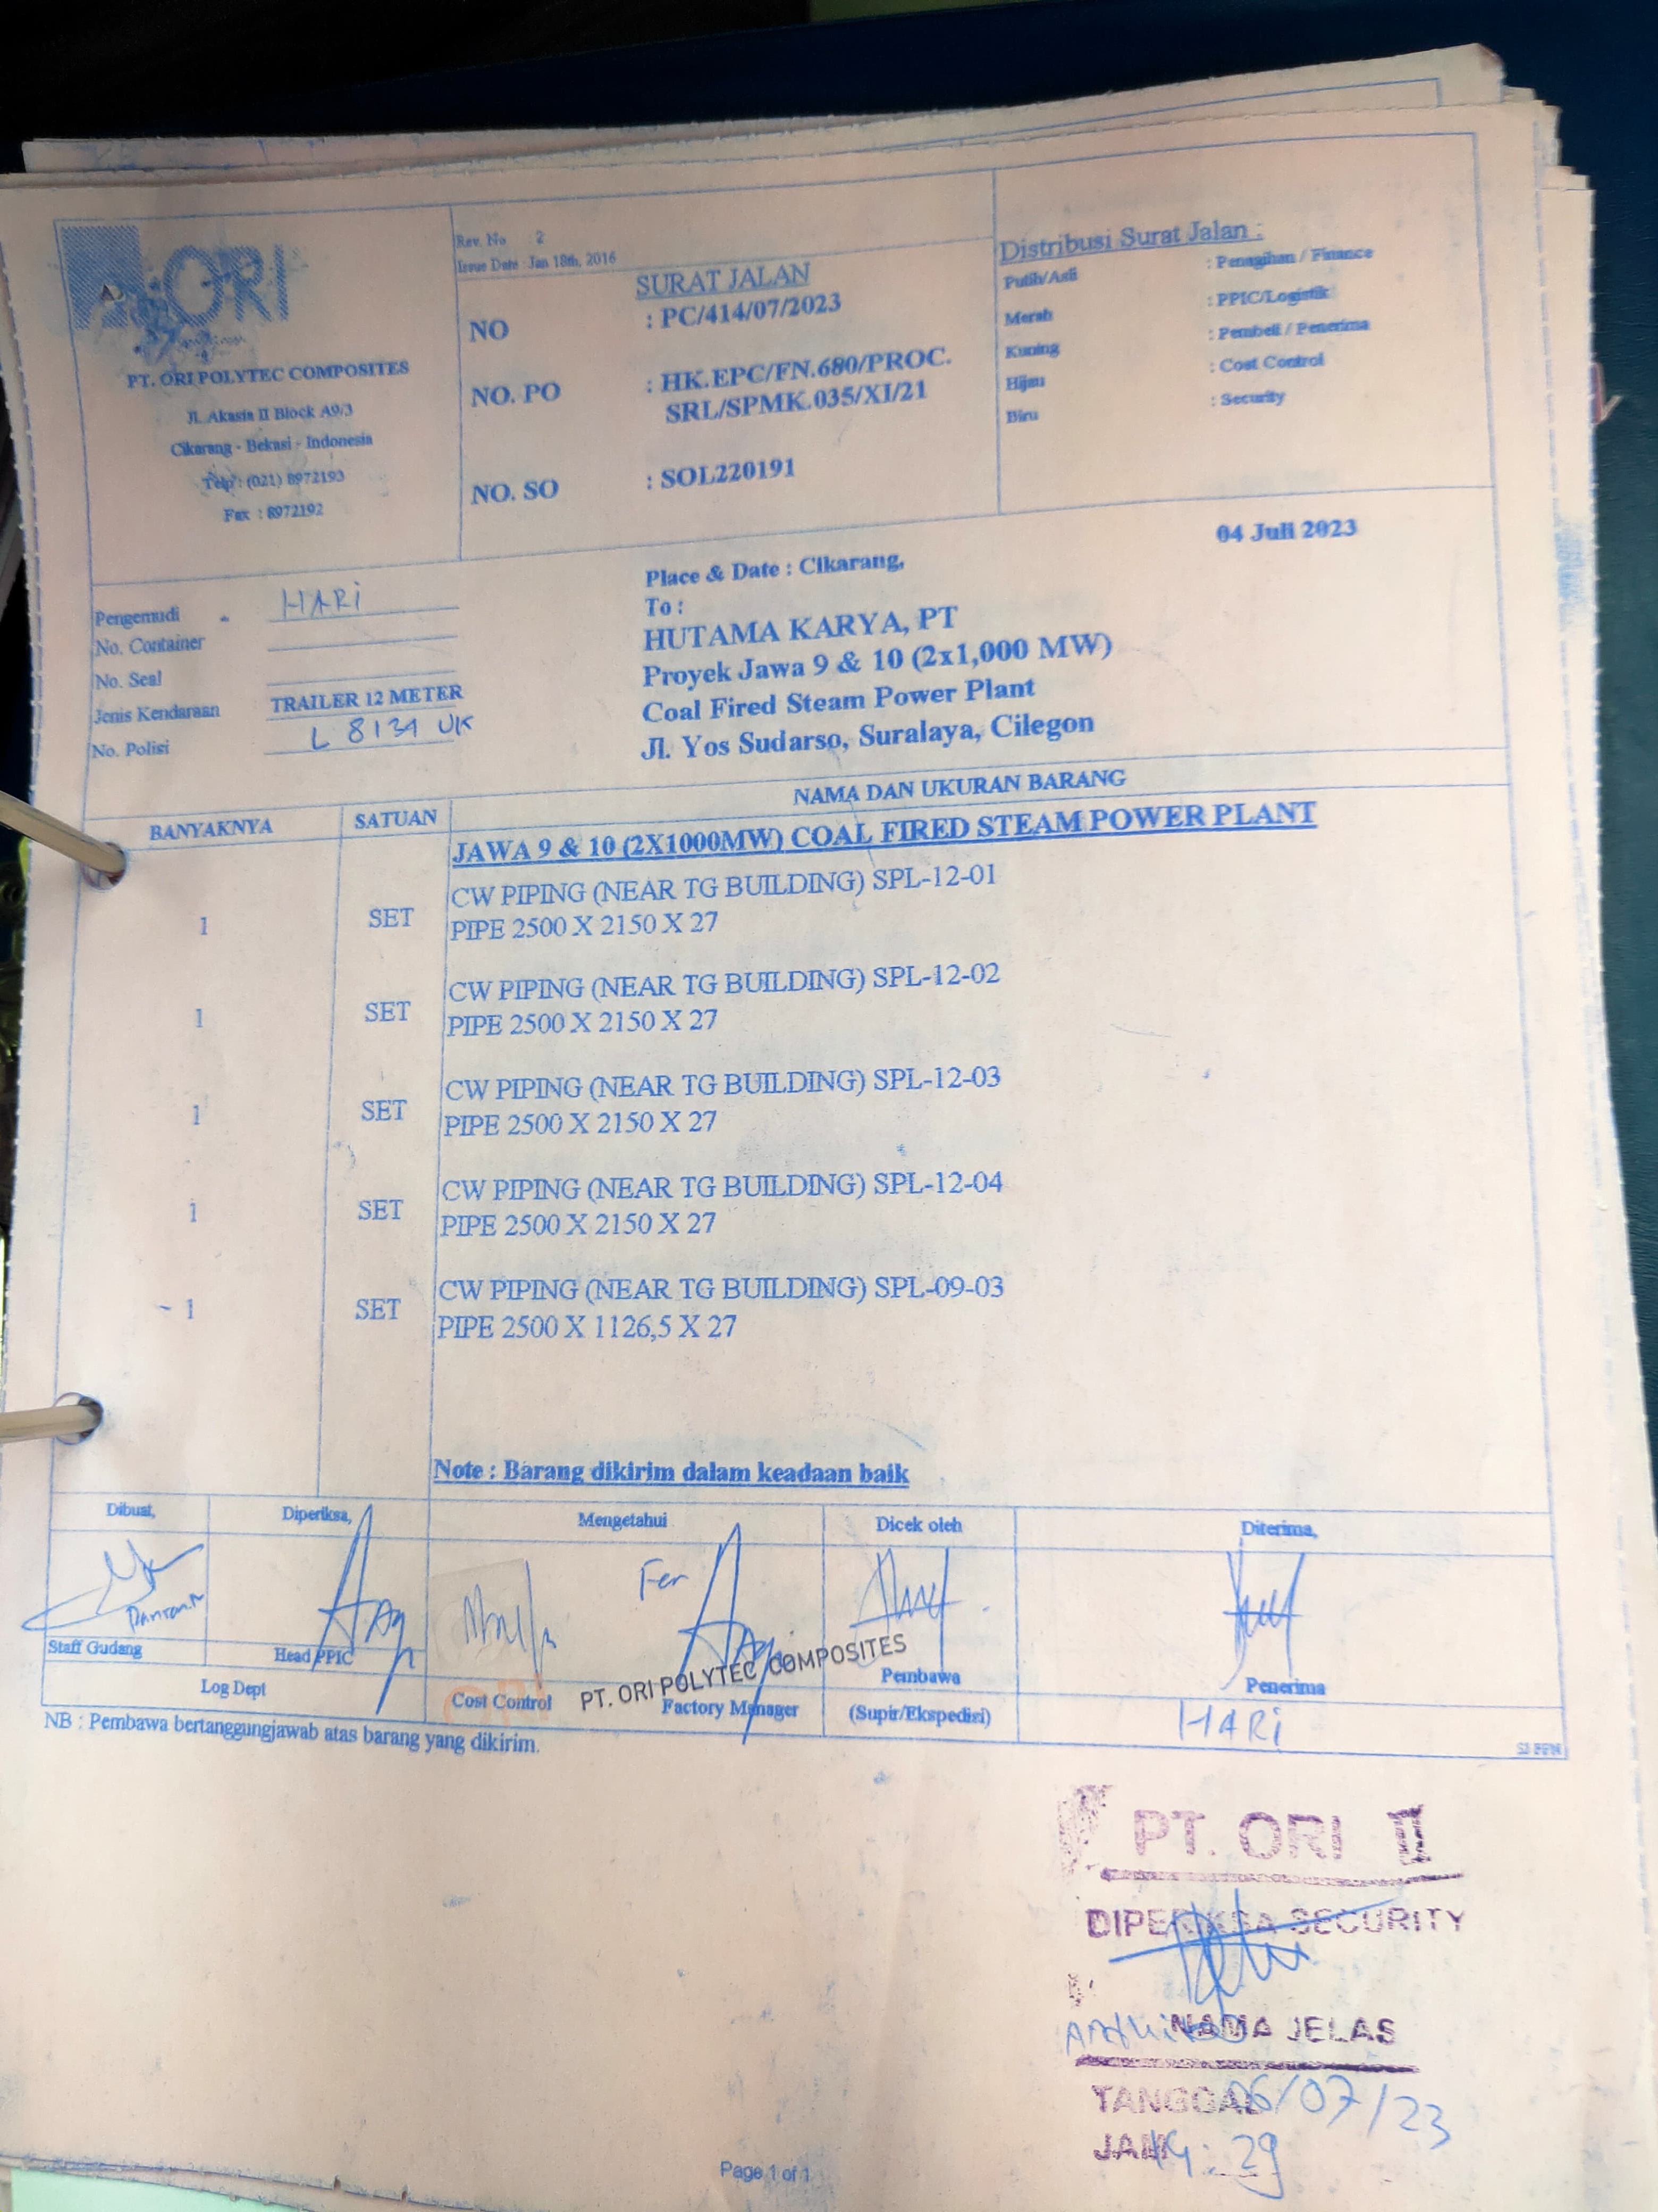 ORI
PT. ORI POLYTEC COMPOSITES
Jl. Akasia II Block A9/3
Cikarang - Bekasi - Indonesia
Telp : (021) 8972193
Fax : 8972192
Rev. No 2
Issue Date : Jan 18th, 2016
SURAT JALAN
NO : PC/414/07/2023
NO. PO : HK.EPC/FN.680/PROC.
SRL/SPMK.035/XI/21
NO. SO : SOL220191
Distribusi Surat Jalan :
Putih/Asli : Penagihan / Finance
Merah : PPIC/Logistik
Kuning : Pembeli / Penerima
Hijau : Cost Control
Biru : Security
Pengemudi HARI
No. Container
No. Seal
Jenis Kendaraan TRAILER 12 METER
No. Polisi L 8131 UK
Place & Date : Cikarang, 04 Juli 2023
To :
HUTAMA KARYA, PT
Proyek Jawa 9 & 10 (2x1,000 MW)
Coal Fired Steam Power Plant
Jl. Yos Sudarso, Suralaya, Cilegon
BANYAKNYA SATUAN NAMA DAN UKURAN BARANG
JAWA 9 & 10 (2X1000MW) COAL FIRED STEAM POWER PLANT
1 SET CW PIPING (NEAR TG BUILDING) SPL-12-01
PIPE 2500 X 2150 X 27
1 SET CW PIPING (NEAR TG BUILDING) SPL-12-02
PIPE 2500 X 2150 X 27
1 SET CW PIPING (NEAR TG BUILDING) SPL-12-03
PIPE 2500 X 2150 X 27
1 SET CW PIPING (NEAR TG BUILDING) SPL-12-04
PIPE 2500 X 2150 X 27
1 SET CW PIPING (NEAR TG BUILDING) SPL-09-03
PIPE 2500 X 1126,5 X 27
Note : Barang dikirim dalam keadaan baik
Dibuat, Diperiksa, Mengetahui Dicek oleh Diterima,
Fer
PT. ORI POLYTEC COMPOSITES
Staff Gudang Head PPIC Pembawa Penerima
Log Dept Cost Control Factory Manager (Supir/Ekspedisi) HARI
NB : Pembawa bertanggungjawab atas barang yang dikirim.
PT. ORI II
DIPERIKSA SECURITY
NAMA JELAS
TANGGAL 06/07/23
JAM 14:29
Page 1 of 1